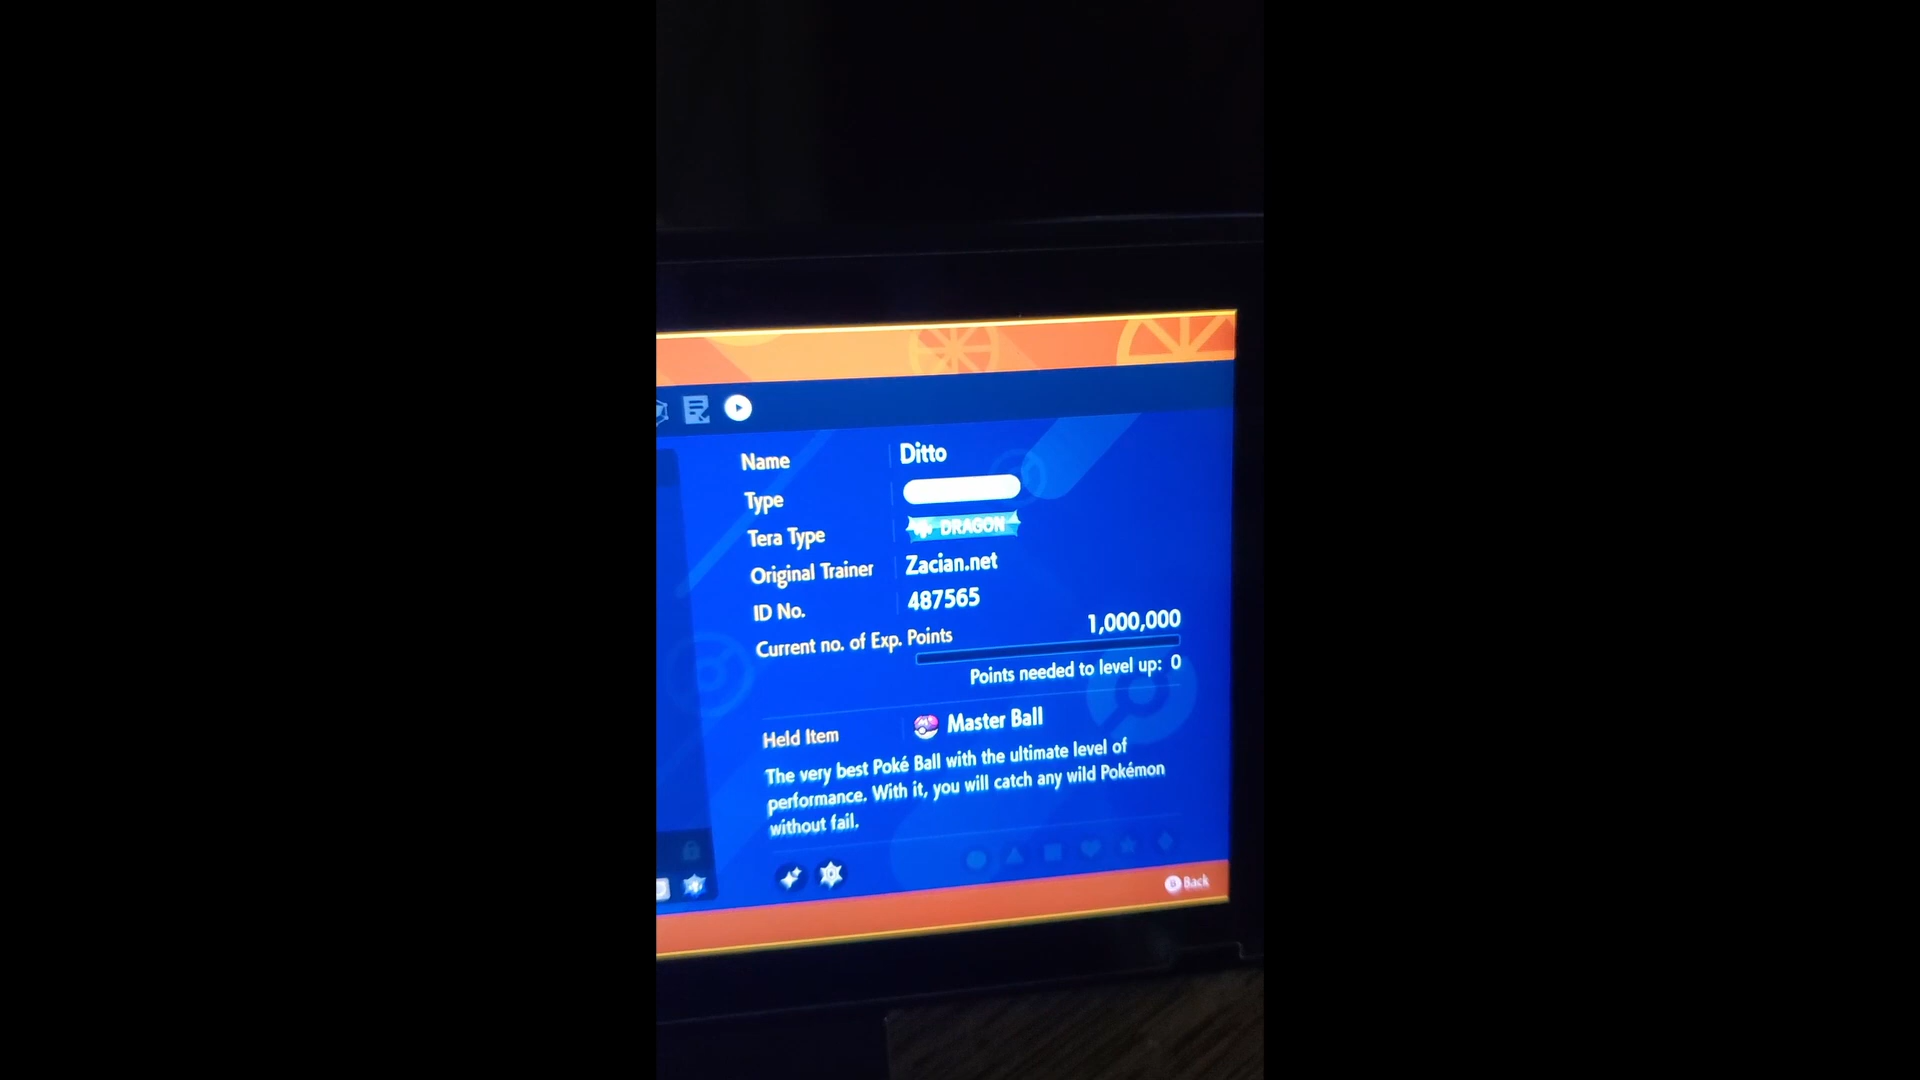 Name Ditto
Type
Tera Type DRAGON
Original Trainer Zacian.net
ID No. 487565
Current no. of Exp. Points 1,000,000
Points needed to level up: 0
Held Item Master Ball
The very best Poké Ball with the ultimate level of
performance. With it, you will catch any wild Pokémon
without fail.
B Back